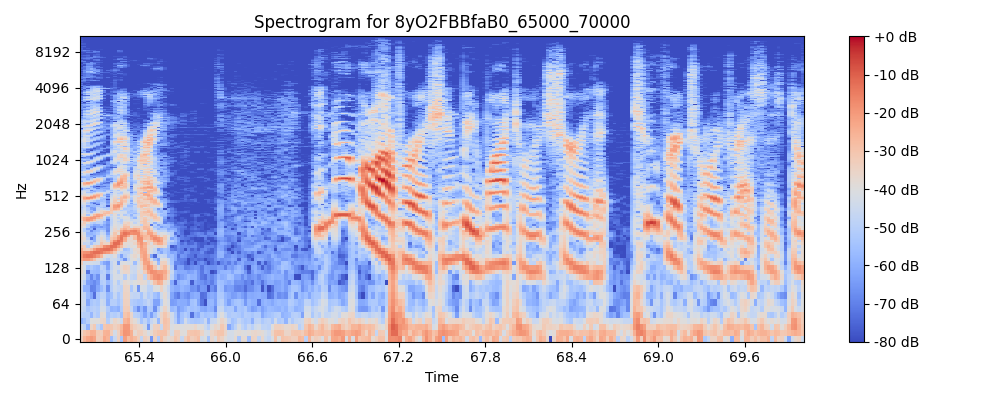 Spectrogram for 8yO2FBBfaB0_65000_70000
Hz
8192
4096
2048
1024
512
256
128
64
0
65.4 66.0 66.6 67.2 67.8 68.4 69.0 69.6
Time
+0 dB
-10 dB
-20 dB
-30 dB
-40 dB
-50 dB
-60 dB
-70 dB
-80 dB